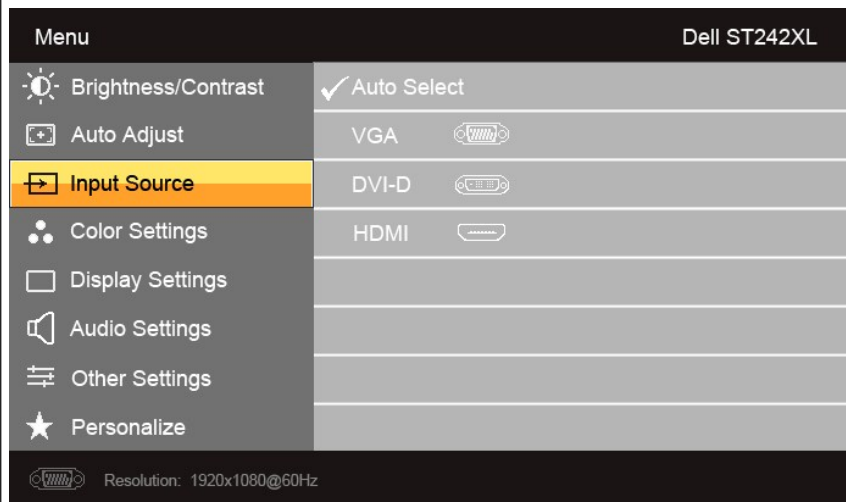 Menu Dell ST242XL
Brightness/Contrast Auto Select
Auto Adjust VGA
Input Source DVI-D
Color Settings HDMI
Display Settings
Audio Settings
Other Settings
Personalize
Resolution: 1920x1080@60Hz